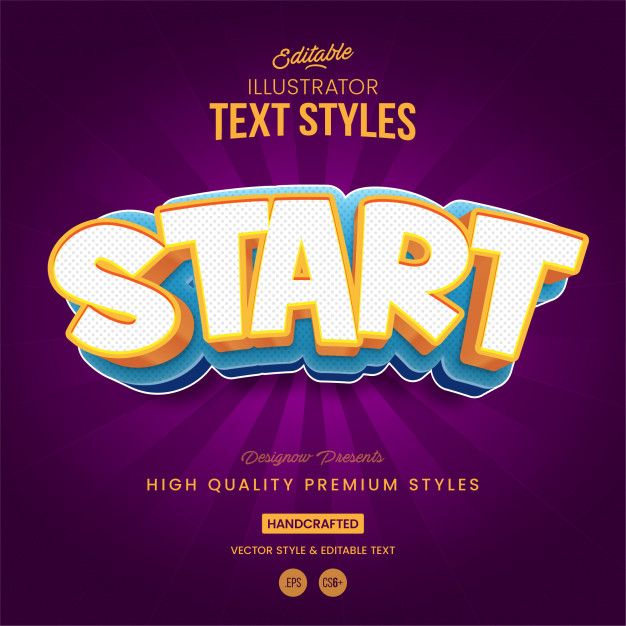 Editable
ILLUSTRATOR
TEXT STYLES
START
Designow Presents
HIGH QUALITY PREMIUM STYLES
HANDCRAFTED
VECTOR STYLE & EDITABLE TEXT
.EPS CS6+